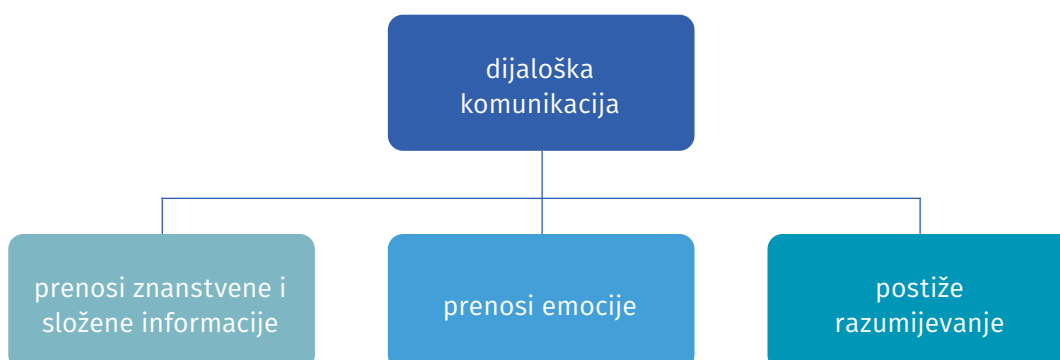 dijaloška
komunikacija
prenosi znanstvene i
složene informacije
prenosi emocije
postiže
razumijevanje